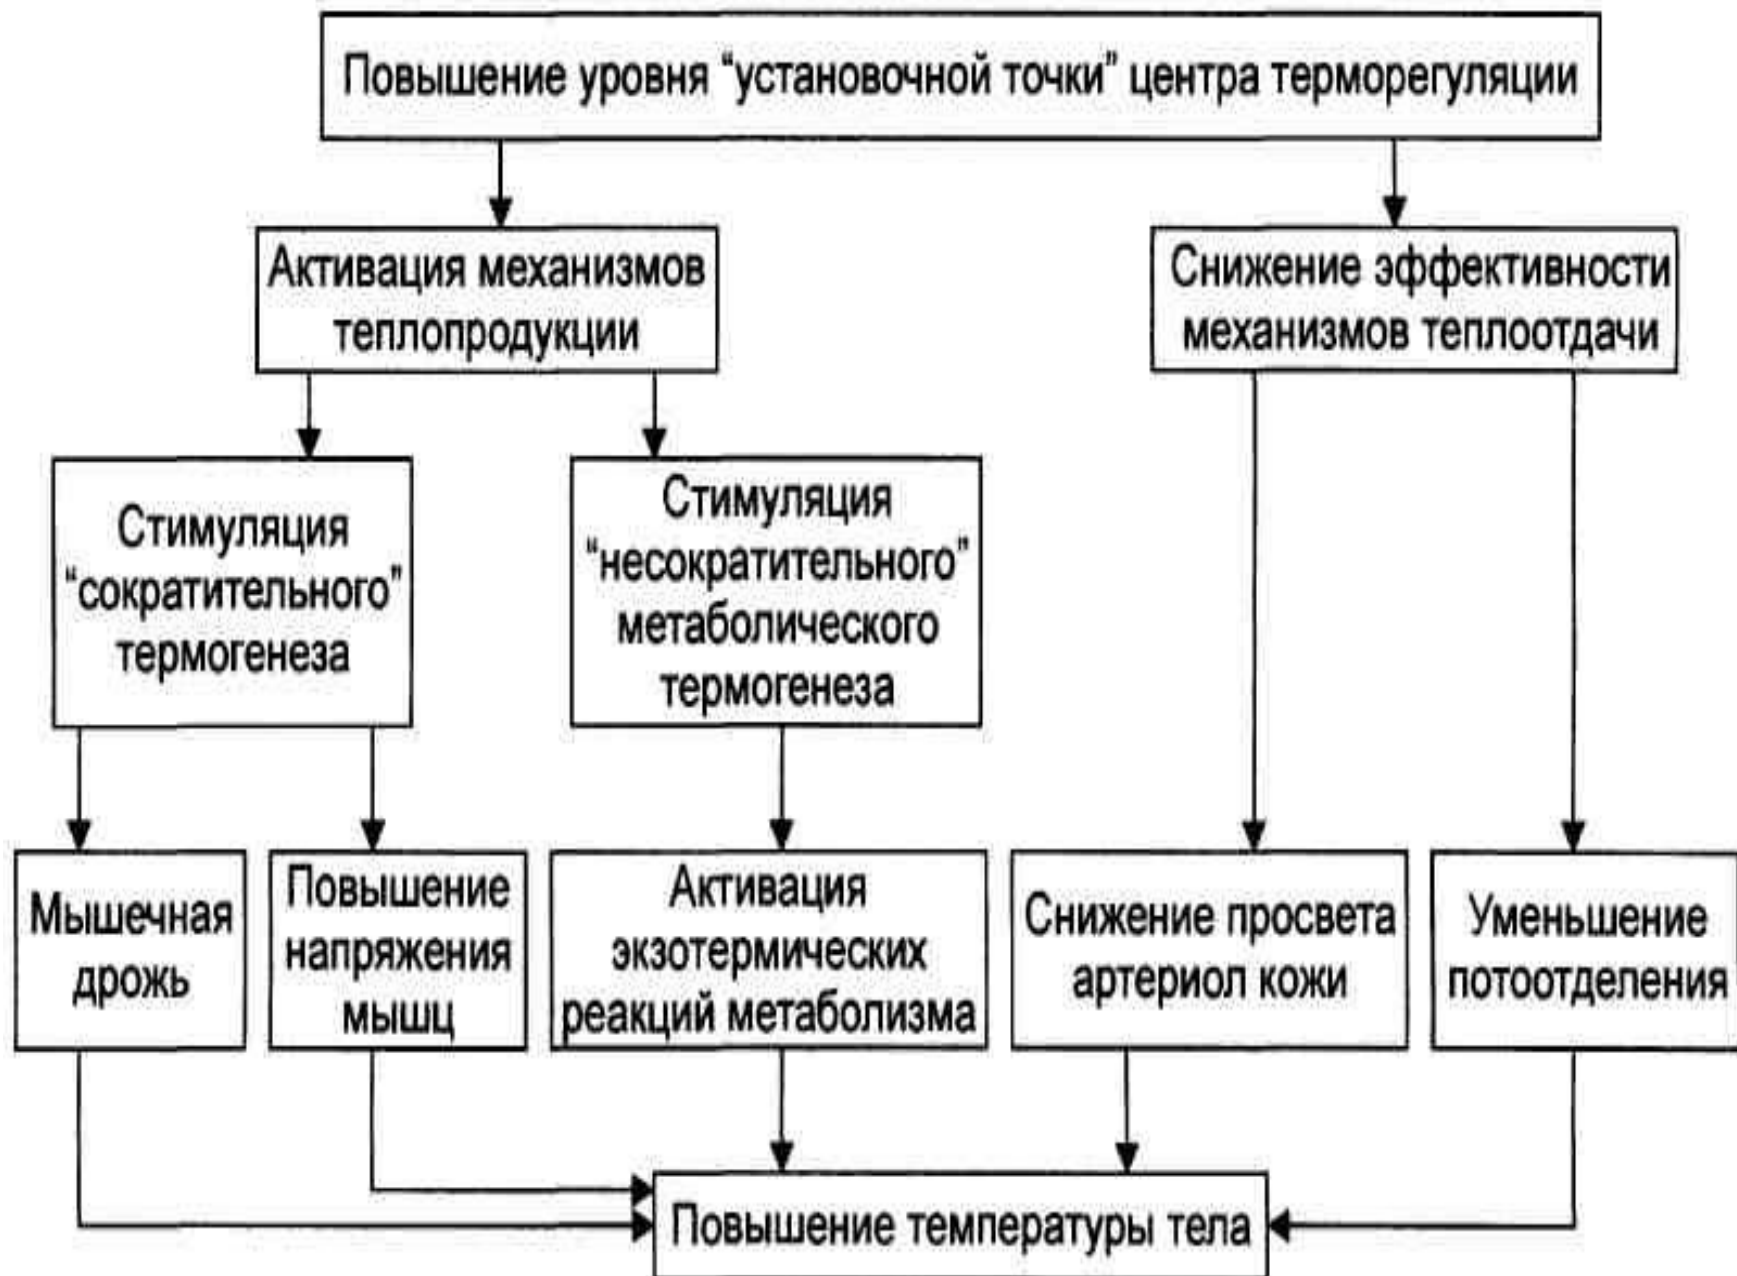 Повышение уровня “установочной точки” центра терморегуляции
Активация механизмов
теплопродукции
Снижение эффективности
механизмов теплоотдачи
Стимуляция
“сократительного”
термогенеза
Стимуляция
“несократительного”
метаболического
термогенеза
Мышечная
дрожь
Повышение
напряжения
мышц
Активация
экзотермических
реакций метаболизма
Снижение просвета
артериол кожи
Уменьшение
потоотделения
Повышение температуры тела